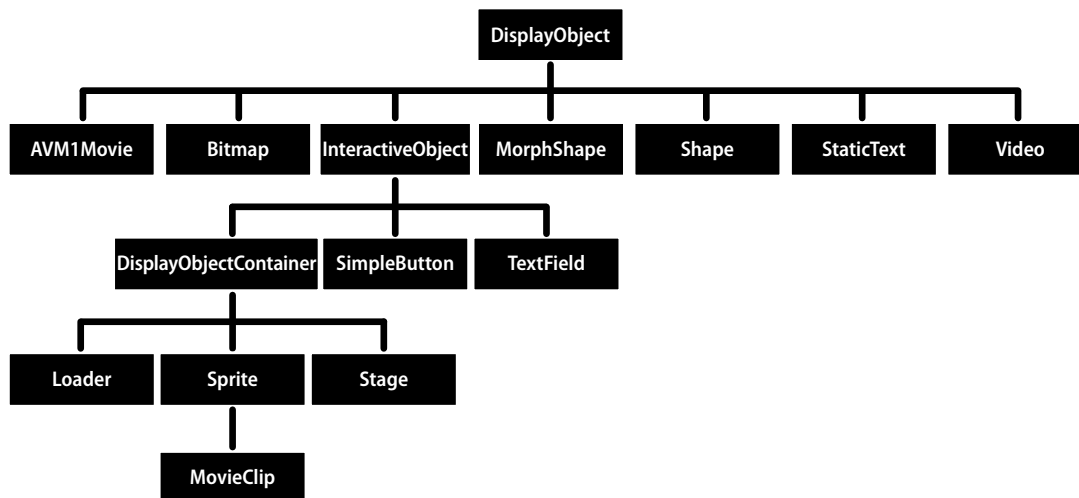 DisplayObject
AVM1Movie
Bitmap
InteractiveObject
MorphShape
Shape
StaticText
Video
DisplayObjectContainer
SimpleButton
TextField
Loader
Sprite
Stage
MovieClip